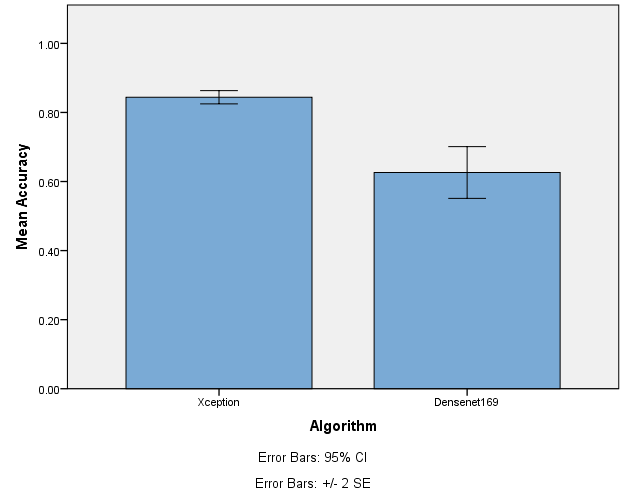 Mean Accuracy
1.00
0.80
0.60
0.40
0.20
0.00
Xception
Densenet169
Algorithm
Error Bars: 95% CI
Error Bars: +/- 2 SE